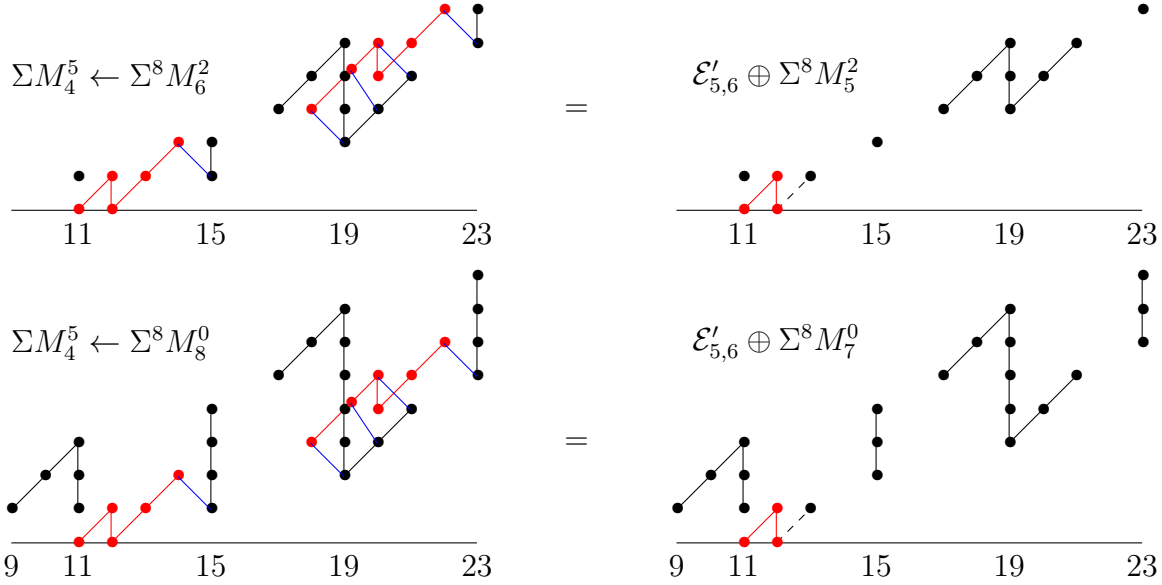 ΣM₄⁵ ← Σ⁸M₆² = ℰ′₅,₆ ⊕ Σ⁸M₅²
11 15 19 23 11 15 19 23
ΣM₄⁵ ← Σ⁸M₈⁰ = ℰ′₅,₆ ⊕ Σ⁸M₇⁰
9 11 15 19 23 9 11 15 19 23